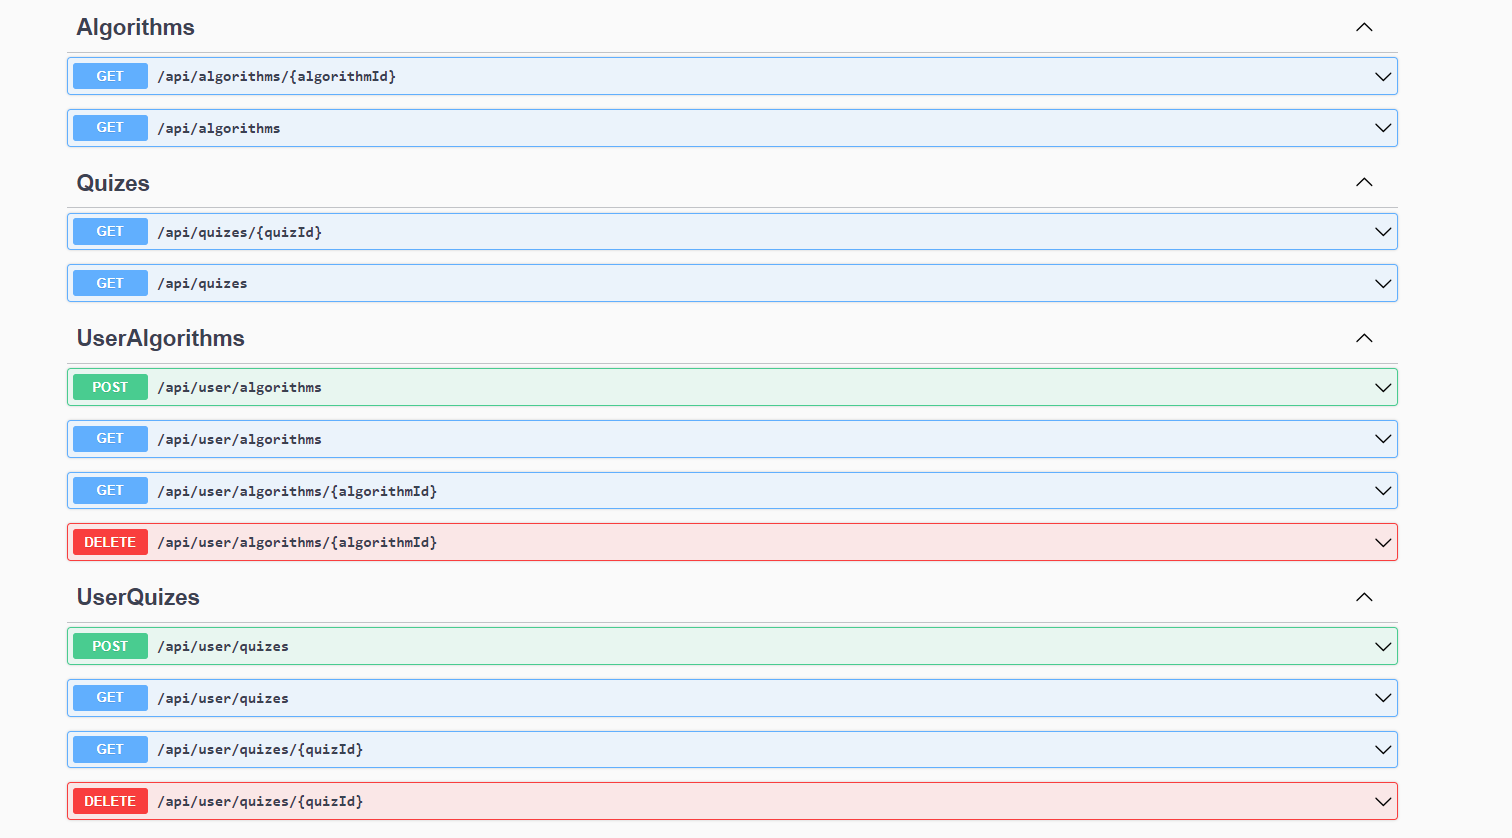 Algorithms
GET /api/algorithms/{algorithmId}
GET /api/algorithms
Quizes
GET /api/quizes/{quizId}
GET /api/quizes
UserAlgorithms
POST /api/user/algorithms
GET /api/user/algorithms
GET /api/user/algorithms/{algorithmId}
DELETE /api/user/algorithms/{algorithmId}
UserQuizes
POST /api/user/quizes
GET /api/user/quizes
GET /api/user/quizes/{quizId}
DELETE /api/user/quizes/{quizId}